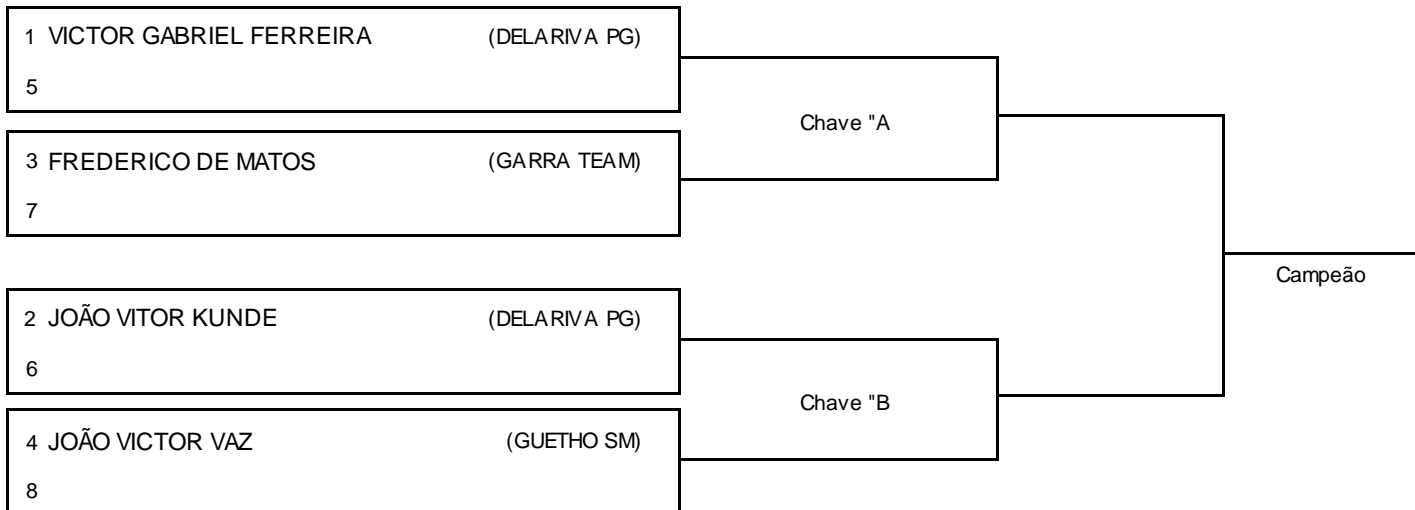 1 VICTOR GABRIEL FERREIRA (DELARIVA PG)
5
Chave "A
3 FREDERICO DE MATOS (GARRA TEAM)
7
Campeão
2 JOÃO VITOR KUNDE (DELARIVA PG)
6
Chave "B
4 JOÃO VICTOR VAZ (GUETHO SM)
8